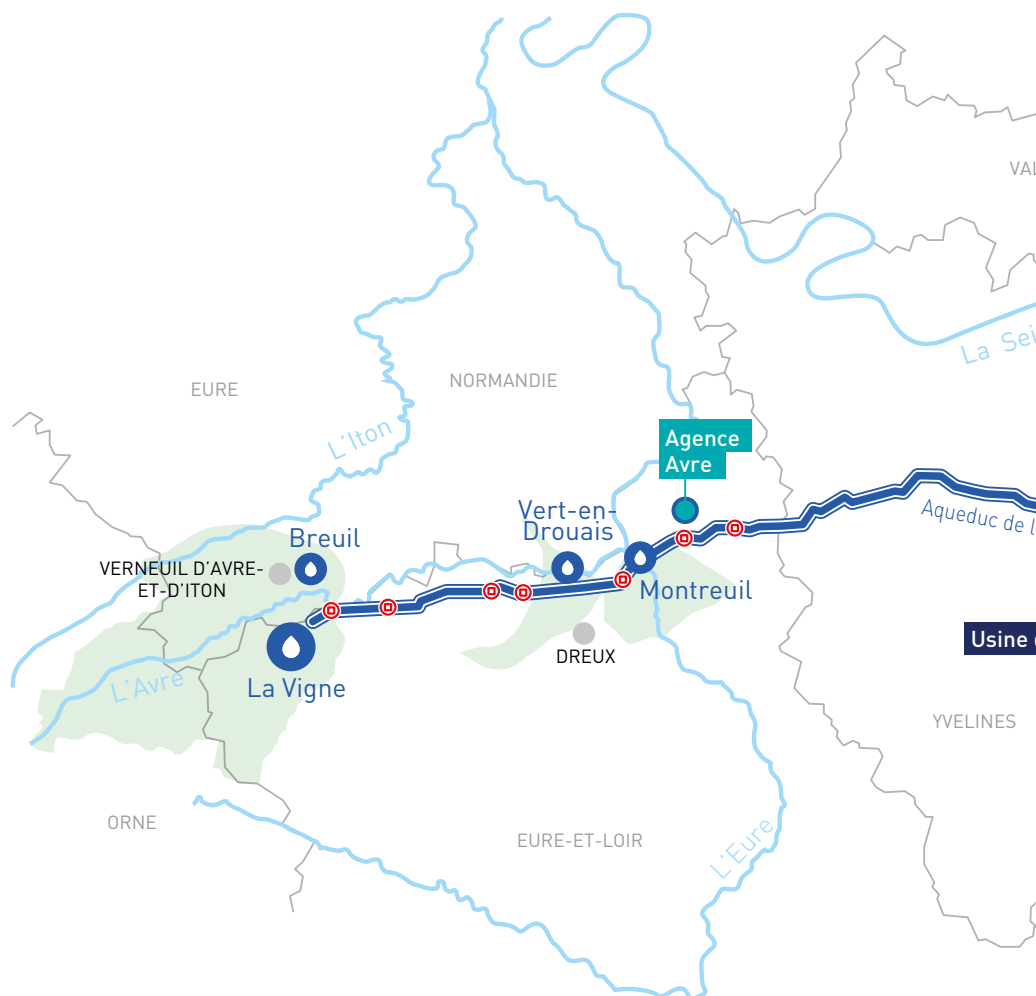 VAL
La Sei
EURE
NORMANDIE
L'Iton
Agence
Avre
Aqueduc de l
Vert-en-
Drouais
Breuil
VERNEUIL D'AVRE-
ET-D'ITON
Montreuil
Usine
DREUX
L'Avre
La Vigne
YVELINES
ORNE
EURE-ET-LOIR
L'Eure